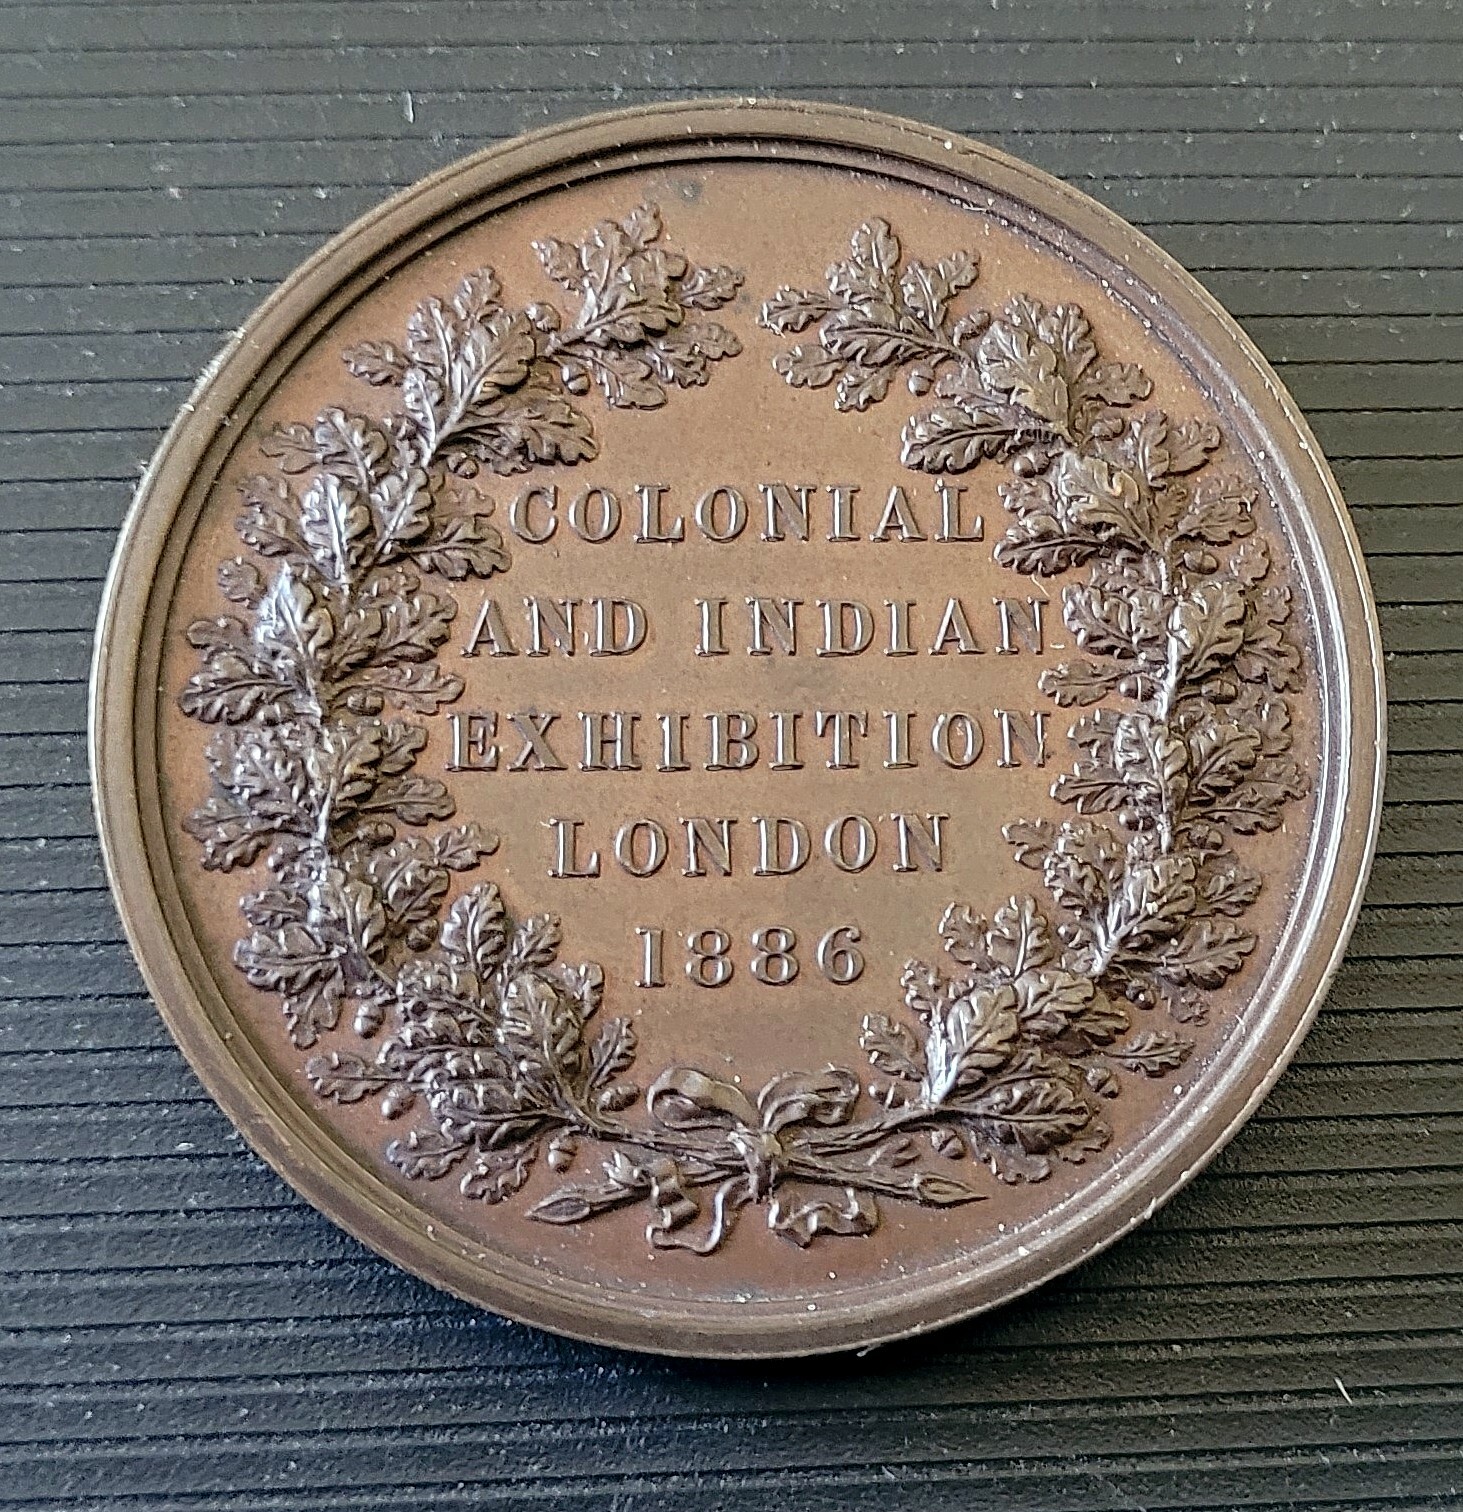 COLONIAL
AND INDIAN
EXHIBITION
LONDON
1886